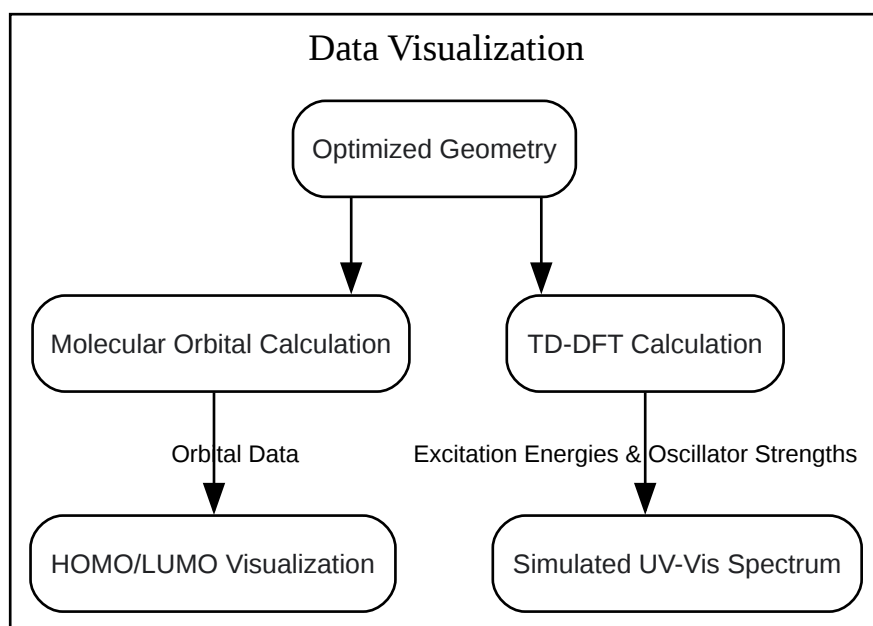 Data Visualization
Optimized Geometry
Molecular Orbital Calculation
TD-DFT Calculation
Orbital Data
Excitation Energies & Oscillator Strengths
HOMO/LUMO Visualization
Simulated UV-Vis Spectrum